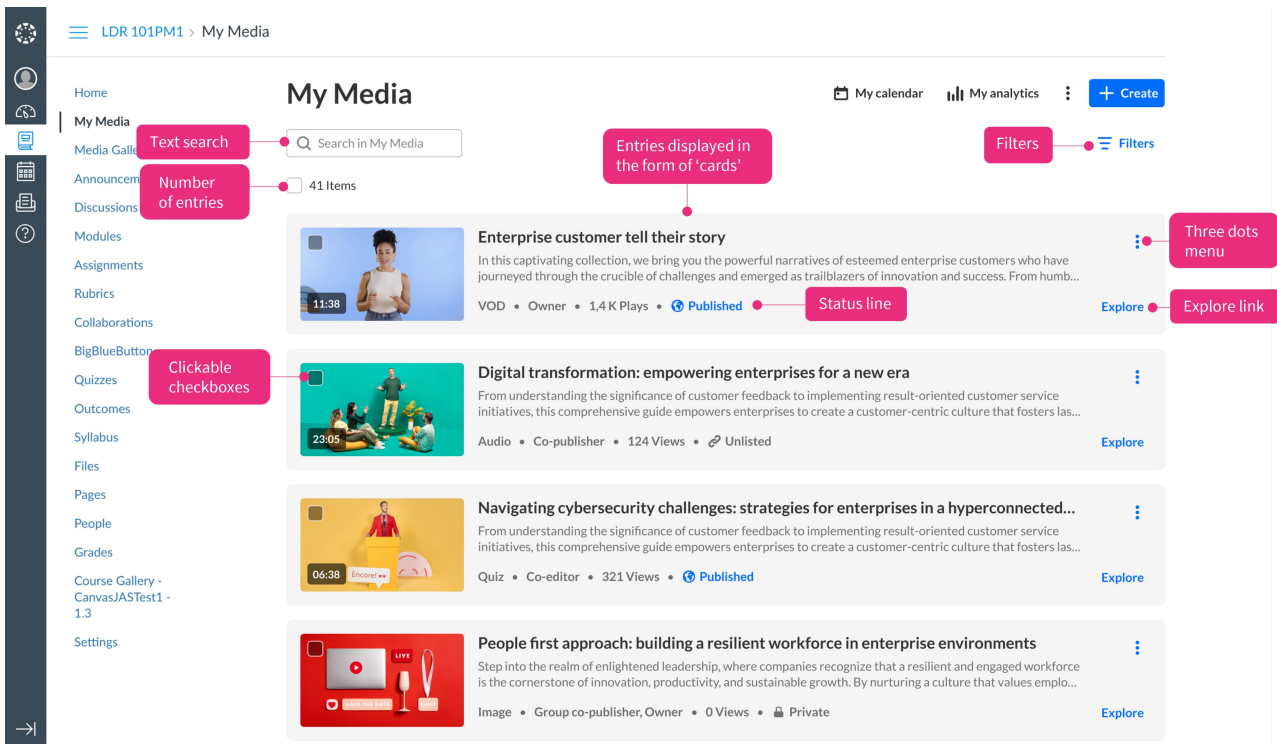 LDR 101PM1 > My Media
Home
My Media
Media Galle
Announcem
Discussions
Modules
Assignments
Rubrics
Collaborations
BigBlueButton
Quizzes
Outcomes
Syllabus
Files
Pages
People
Grades
Course Gallery -
CanvasJASTest1 -
1.3
Settings
My Media
My calendar
My analytics
+ Create
Text search
Search in My Media
Entries displayed in
the form of ‘cards’
Filters
Filters
Number
of entries
41 Items
11:38
Enterprise customer tell their story
In this captivating collection, we bring you the powerful narratives of esteemed enterprise customers who have
journeyed through the crucible of challenges and emerged as trailblazers of innovation and success. From humb...
VOD • Owner • 1,4 K Plays • Published
Status line
Three dots
menu
Explore
Explore link
Clickable
checkboxes
23:05
Digital transformation: empowering enterprises for a new era
From understanding the significance of customer feedback to implementing result-oriented customer service
initiatives, this comprehensive guide empowers enterprises to create a customer-centric culture that fosters las...
Audio • Co-publisher • 124 Views • Unlisted
Explore
06:38
Encore!
Navigating cybersecurity challenges: strategies for enterprises in a hyperconnected...
From understanding the significance of customer feedback to implementing result-oriented customer service
initiatives, this comprehensive guide empowers enterprises to create a customer-centric culture that fosters las...
Quiz • Co-editor • 321 Views • Published
Explore
LIVE
SAVE THE DATE
GUEST
People first approach: building a resilient workforce in enterprise environments
Step into the realm of enlightened leadership, where companies recognize that a resilient and engaged workforce
is the cornerstone of innovation, productivity, and sustainable growth. By nurturing a culture that values emplo...
Image • Group co-publisher, Owner • 0 Views • Private
Explore